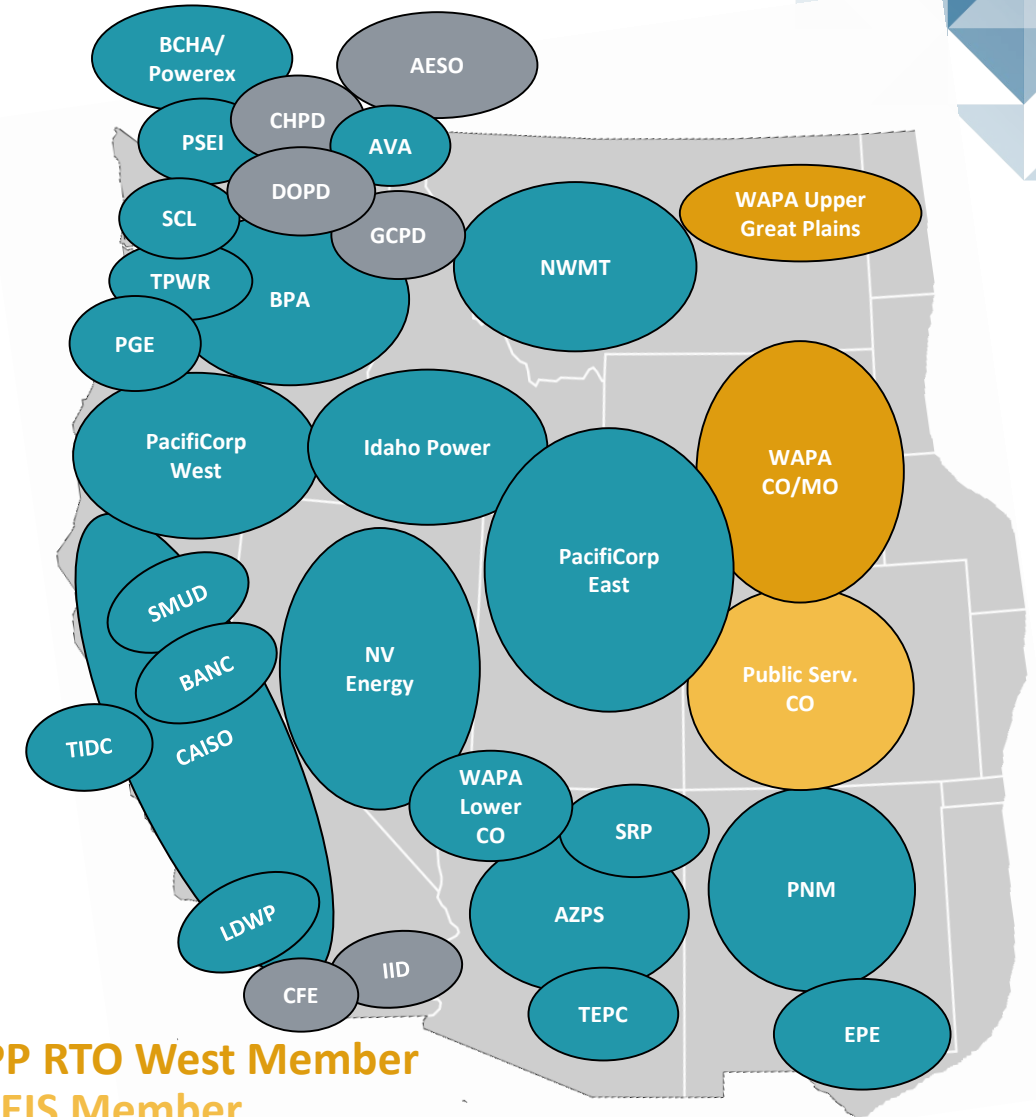 BCHA/
Powerex
AESO
CHPD
PSEI
AVA
DOPD
WAPA Upper
Great Plains
SCL
GCPD
NWMT
TPWR
BPA
PGE
PacifiCorp
West
Idaho Power
WAPA
CO/MO
PacifiCorp
East
SMUD
NV
Energy
BANC
Public Serv.
CO
TIDC
CAISO
WAPA
Lower
CO
SRP
PNM
AZPS
LDWP
IID
CFE
TEPC
EPE
RTO West Member
Member